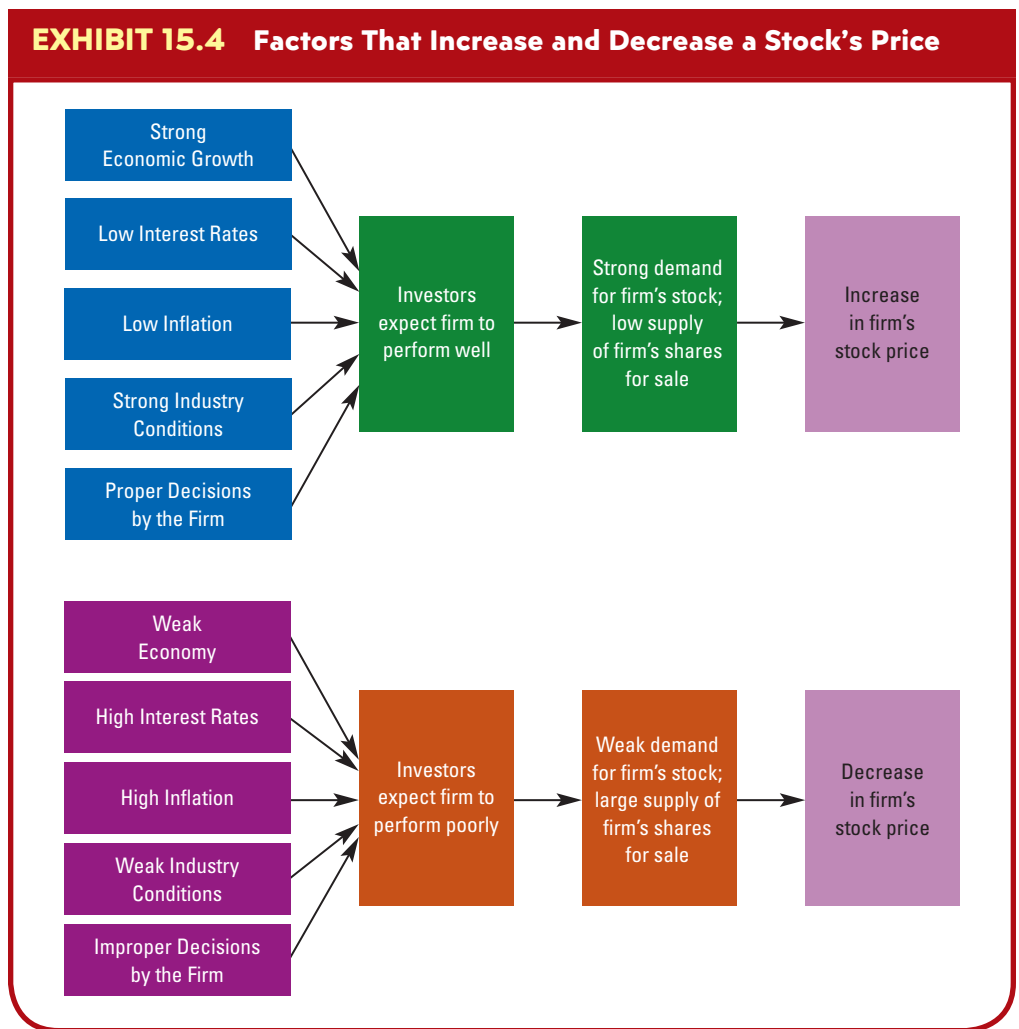 EXHIBIT 15.4 Factors That Increase and Decrease a Stock's Price
Strong
Economic Growth
Low Interest Rates
Low Inflation
Strong Industry
Conditions
Proper Decisions
by the Firm
Investors
expect firm to
perform well
Strong demand
for firm's stock;
low supply
of firm's shares
for sale
Increase
in firm's
stock price
Weak
Economy
High Interest Rates
High Inflation
Weak Industry
Conditions
Improper Decisions
by the Firm
Investors
expect firm to
perform poorly
Weak demand
for firm's stock;
large supply of
firm's shares
for sale
Decrease
in firm's
stock price